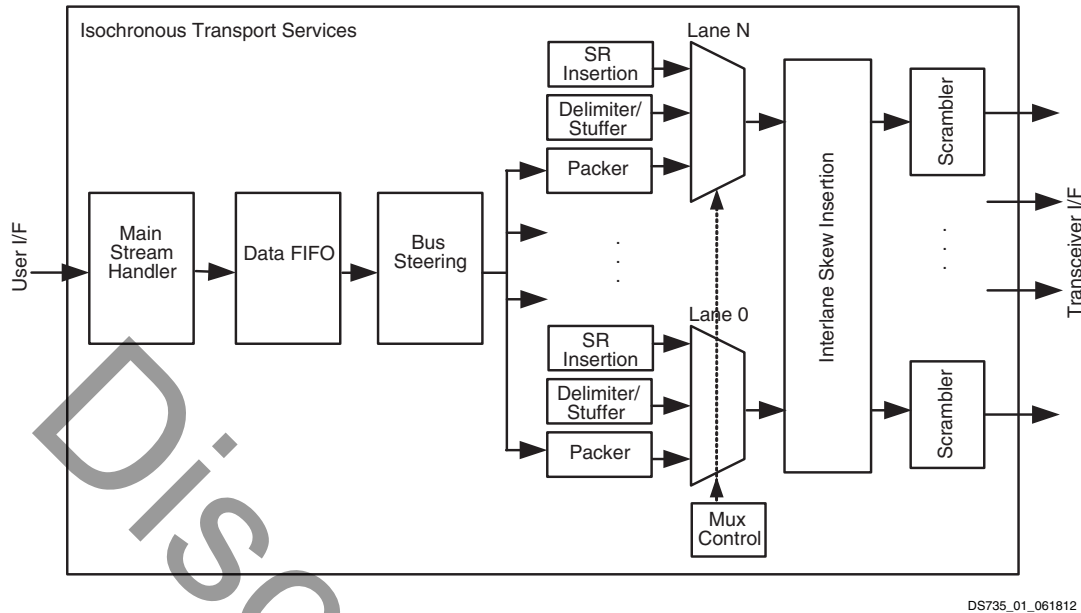 Isochronous Transport Services
Lane N
SR
Insertion
Delimiter/
Stuffer
Packer
Scrambler
User I/F
Main
Stream
Handler
Data FIFO
Bus
Steering
Interlane Skew Insertion
Transceiver I/F
Lane 0
SR
Insertion
Delimiter/
Stuffer
Packer
Scrambler
Mux
Control
Disc
DS735_01_061812